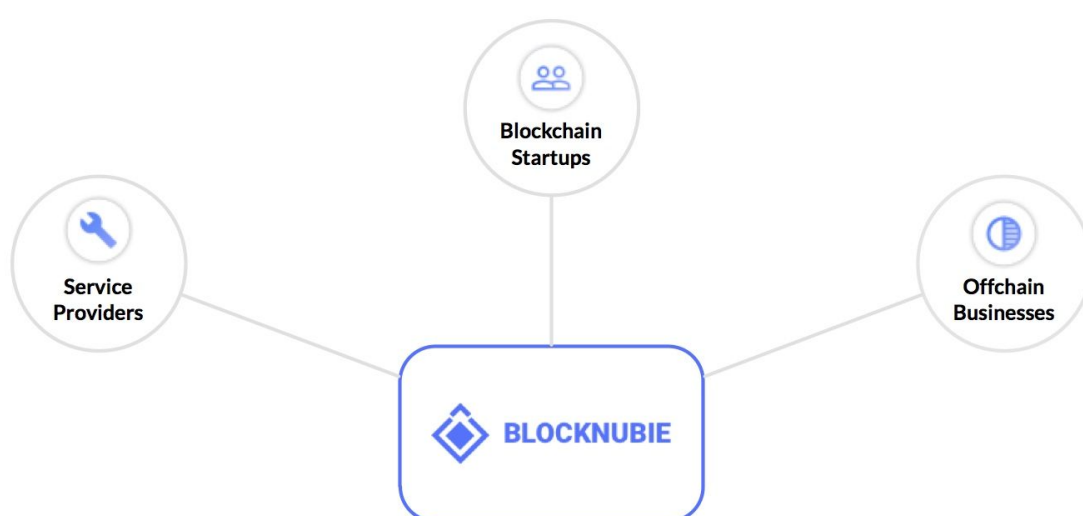 Blockchain
Startups
Service
Providers
Offchain
Businesses
BLOCKNUBIE